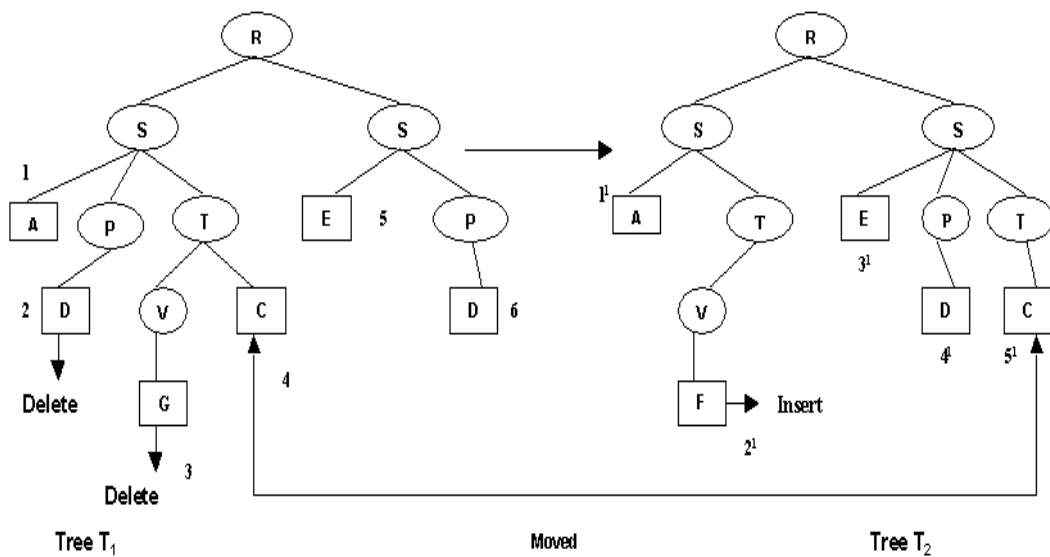 R R
S S S S
1
A P T E 5 P 1¹ A T E P T
3¹
2 D V C D 6 V D C
4 4¹ 5¹
Delete G F Insert
3 2¹
Delete
Tree T₁ Moved Tree T₂